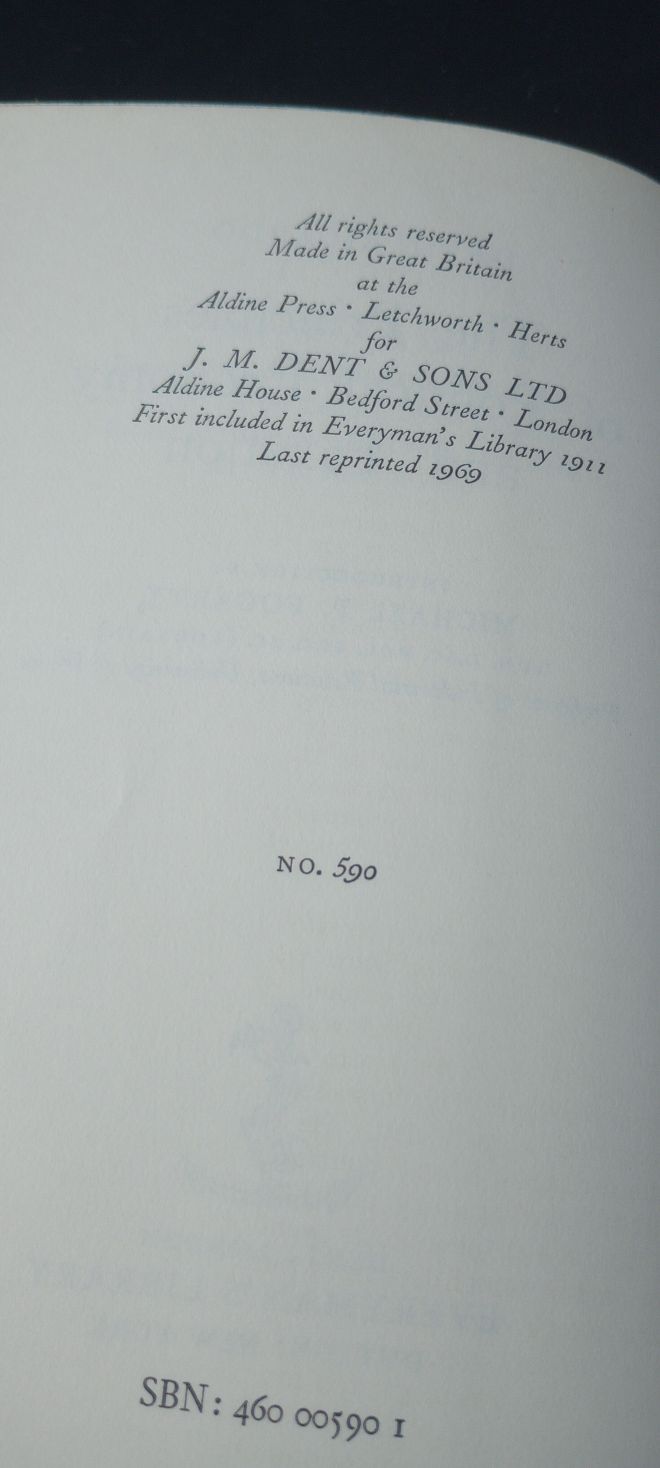 All rights reserved
Made in Great Britain
at the
Aldine Press · Letchworth · Herts
for
J. M. DENT & SONS LTD
Aldine House · Bedford Street · London
First included in Everyman's Library 1911
Last reprinted 1969
NO. 590
SBN: 460 00590 1